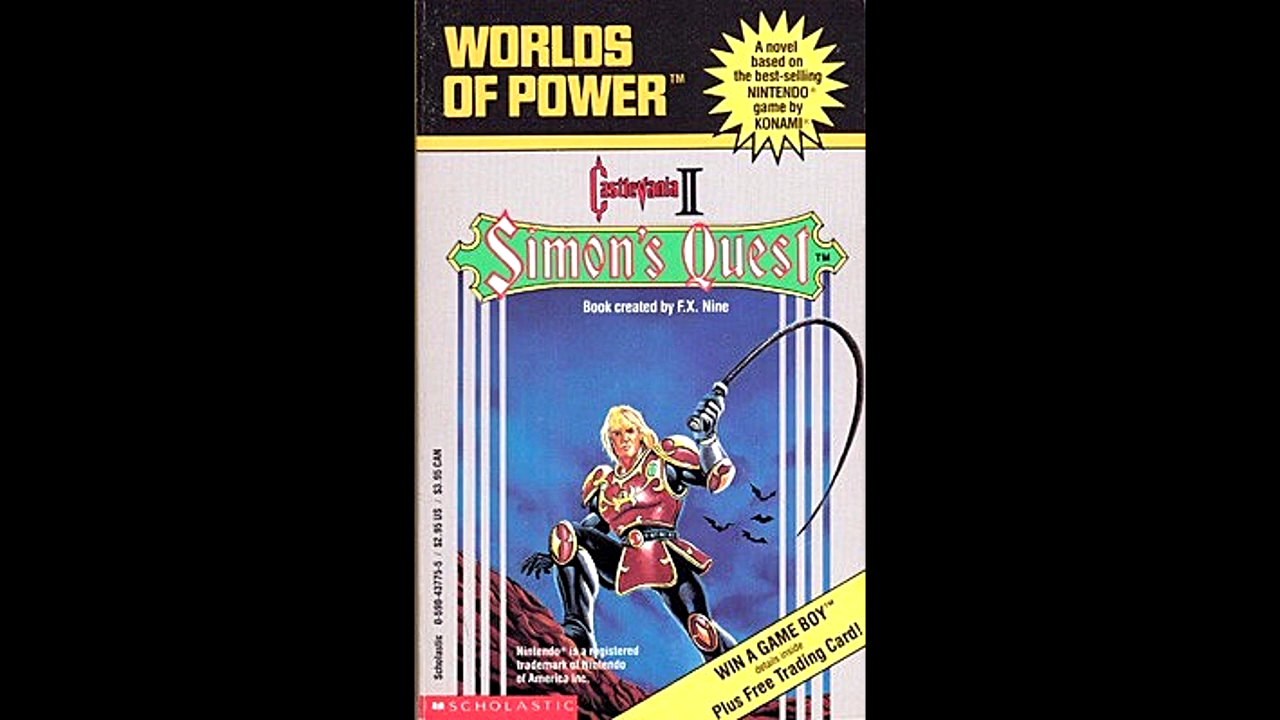 WORLDS
OF POWER™
A novel
based on
the best-selling
NINTENDO®
game by
KONAMI®
Castlevania II
Simon's Quest™
Book created by F.X. Nine
Scholastic 0-590-43775-5 / $2.95 US / $3.95 CAN
Nintendo® is a registered
trademark of Nintendo
of America Inc.
WIN A GAME BOY™
details inside
Plus Free Trading Card!
SCHOLASTIC